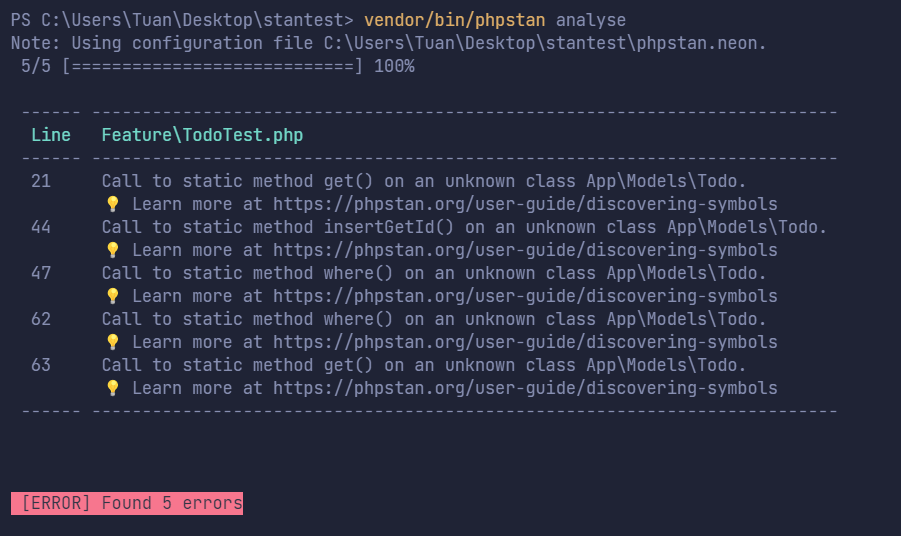 PS C:\Users\Tuan\Desktop\stantest> vendor/bin/phpstan analyse
Note: Using configuration file C:\Users\Tuan\Desktop\stantest\phpstan.neon.
5/5 [============================] 100%
------ --------------------------------------------------------------------------
Line Feature\TodoTest.php
------ --------------------------------------------------------------------------
21 Call to static method get() on an unknown class App\Models\Todo.
💡 Learn more at https://phpstan.org/user-guide/discovering-symbols
44 Call to static method insertGetId() on an unknown class App\Models\Todo.
💡 Learn more at https://phpstan.org/user-guide/discovering-symbols
47 Call to static method where() on an unknown class App\Models\Todo.
💡 Learn more at https://phpstan.org/user-guide/discovering-symbols
62 Call to static method where() on an unknown class App\Models\Todo.
💡 Learn more at https://phpstan.org/user-guide/discovering-symbols
63 Call to static method get() on an unknown class App\Models\Todo.
💡 Learn more at https://phpstan.org/user-guide/discovering-symbols
------ --------------------------------------------------------------------------
[ERROR] Found 5 errors